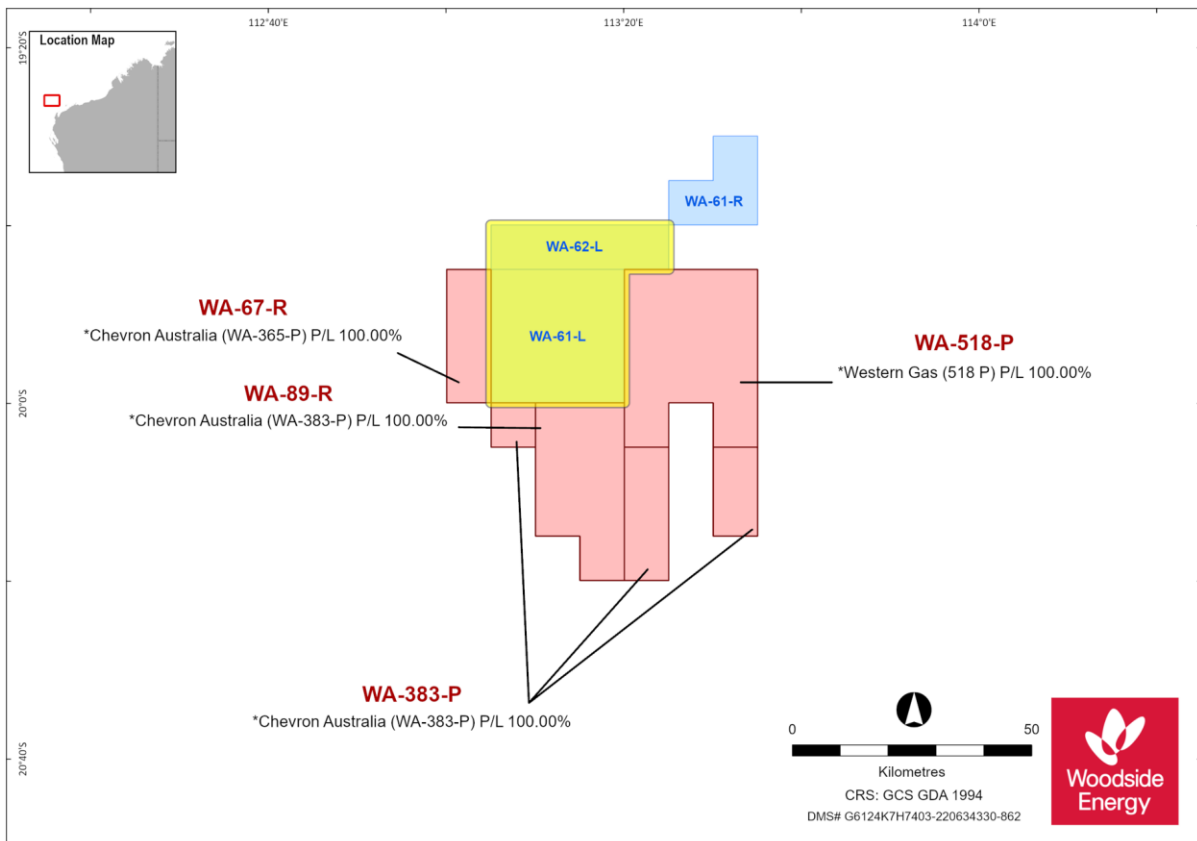 112°40'E
113°20'E
114°0'E
19°20'S
Location Map
WA-61-R
WA-62-L
WA-67-R
*Chevron Australia (WA-365-P) P/L 100.00%
WA-61-L
WA-518-P
*Western Gas (518 P) P/L 100.00%
WA-89-R
*Chevron Australia (WA-383-P) P/L 100.00%
20°0'S
WA-383-P
*Chevron Australia (WA-383-P) P/L 100.00%
20°40'S
0
50
Kilometres
CRS: GCS GDA 1994
DMS# G6124K7H7403-220634330-862
Woodside
Energy